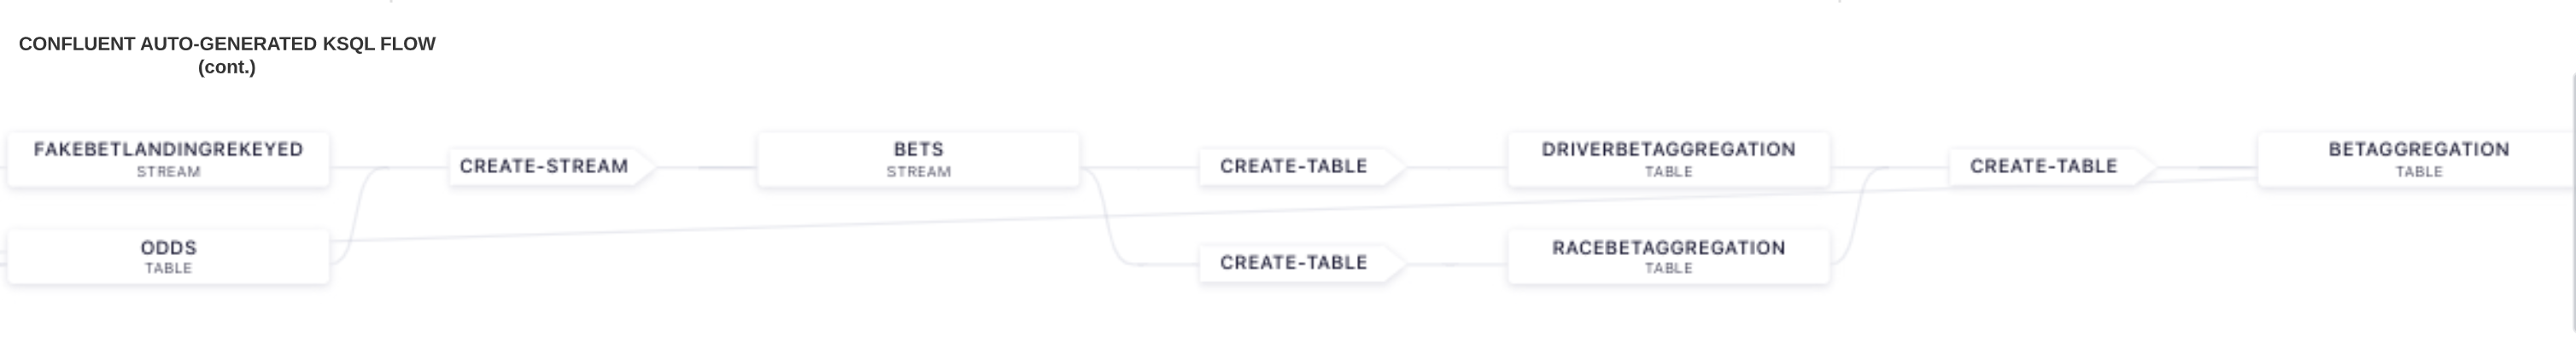 CONFLUENT AUTO-GENERATED KSQL FLOW
(cont.)
FAKEBETLANDINGREKEYED
STREAM
CREATE-STREAM
BETS
STREAM
CREATE-TABLE
DRIVERBETAGGREGATION
TABLE
CREATE-TABLE
BETAGGREGATION
TABLE
ODDS
TABLE
CREATE-TABLE
RACEBETAGGREGATION
TABLE